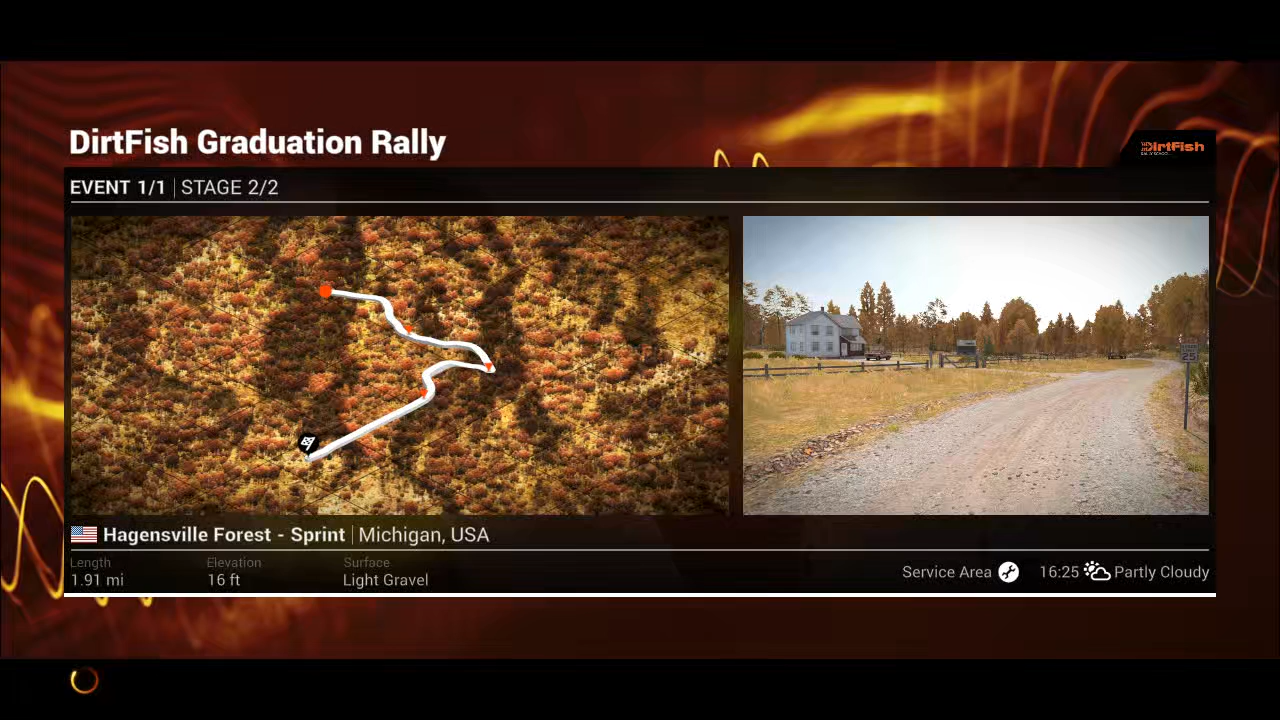 DirtFish Graduation Rally
DirtFish
EVENT 1/1 | STAGE 2/2
25
Hagensville Forest - Sprint | Michigan, USA
Length
1.91 mi
Elevation
16 ft
Surface
Light Gravel
Service Area
16:25
Partly Cloudy